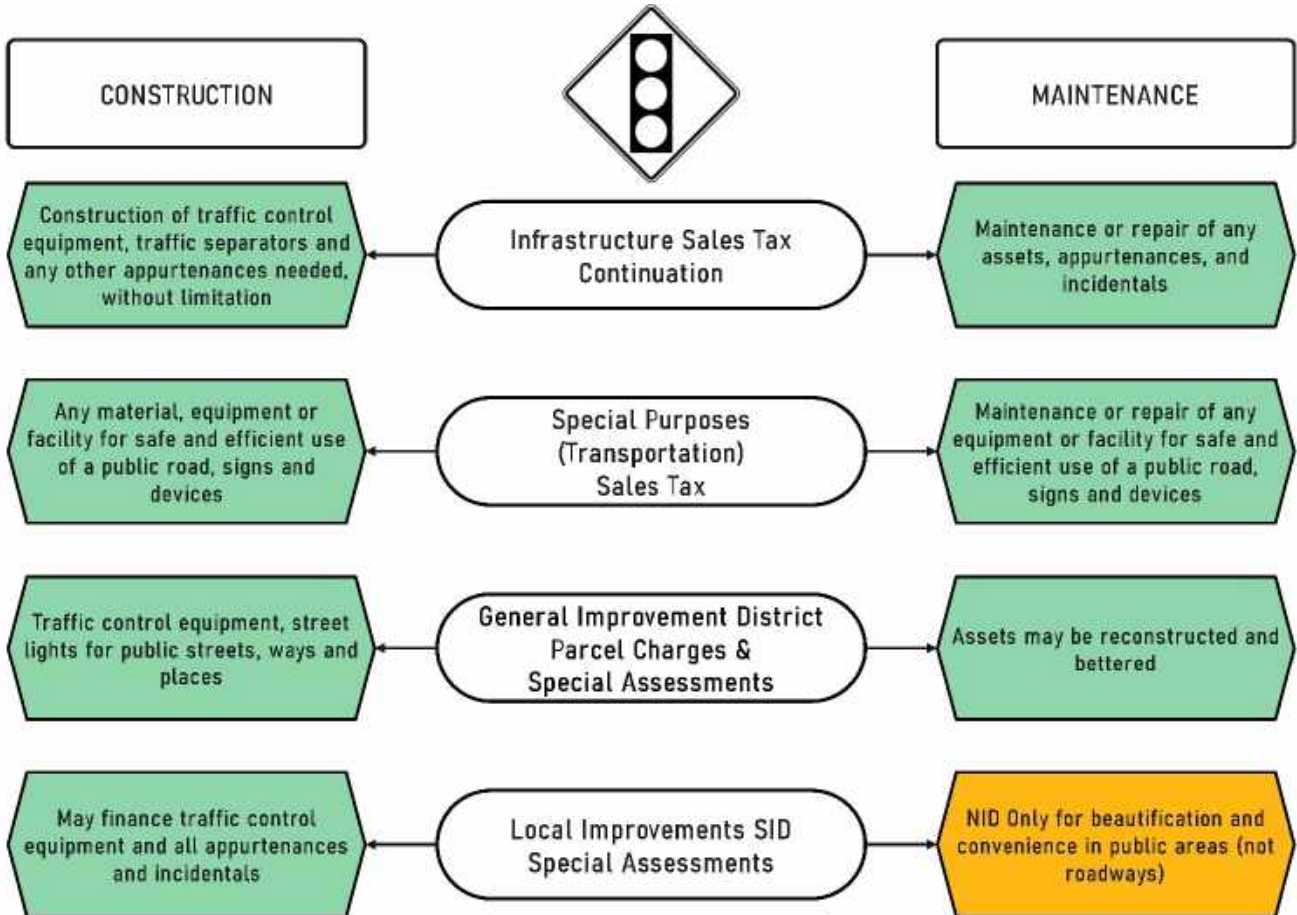 CONSTRUCTION
MAINTENANCE
Construction of traffic control
equipment, traffic separators and
any other appurtenances needed,
without limitation
Infrastructure Sales Tax
Continuation
Maintenance or repair of any
assets, appurtenances, and
incidentals
Any material, equipment or
facility for safe and efficient use
of a public road, signs and
devices
Special Purposes
(Transportation)
Sales Tax
Maintenance or repair of any
equipment or facility for safe and
efficient use of a public road,
signs and devices
Traffic control equipment, street
lights for public streets, ways and
places
General Improvement District
Parcel Charges &
Special Assessments
Assets may be reconstructed and
bettered
May finance traffic control
equipment and all appurtenances
and incidentals
Local Improvements SID
Special Assessments
NID Only for beautification and
convenience in public areas (not
roadways)